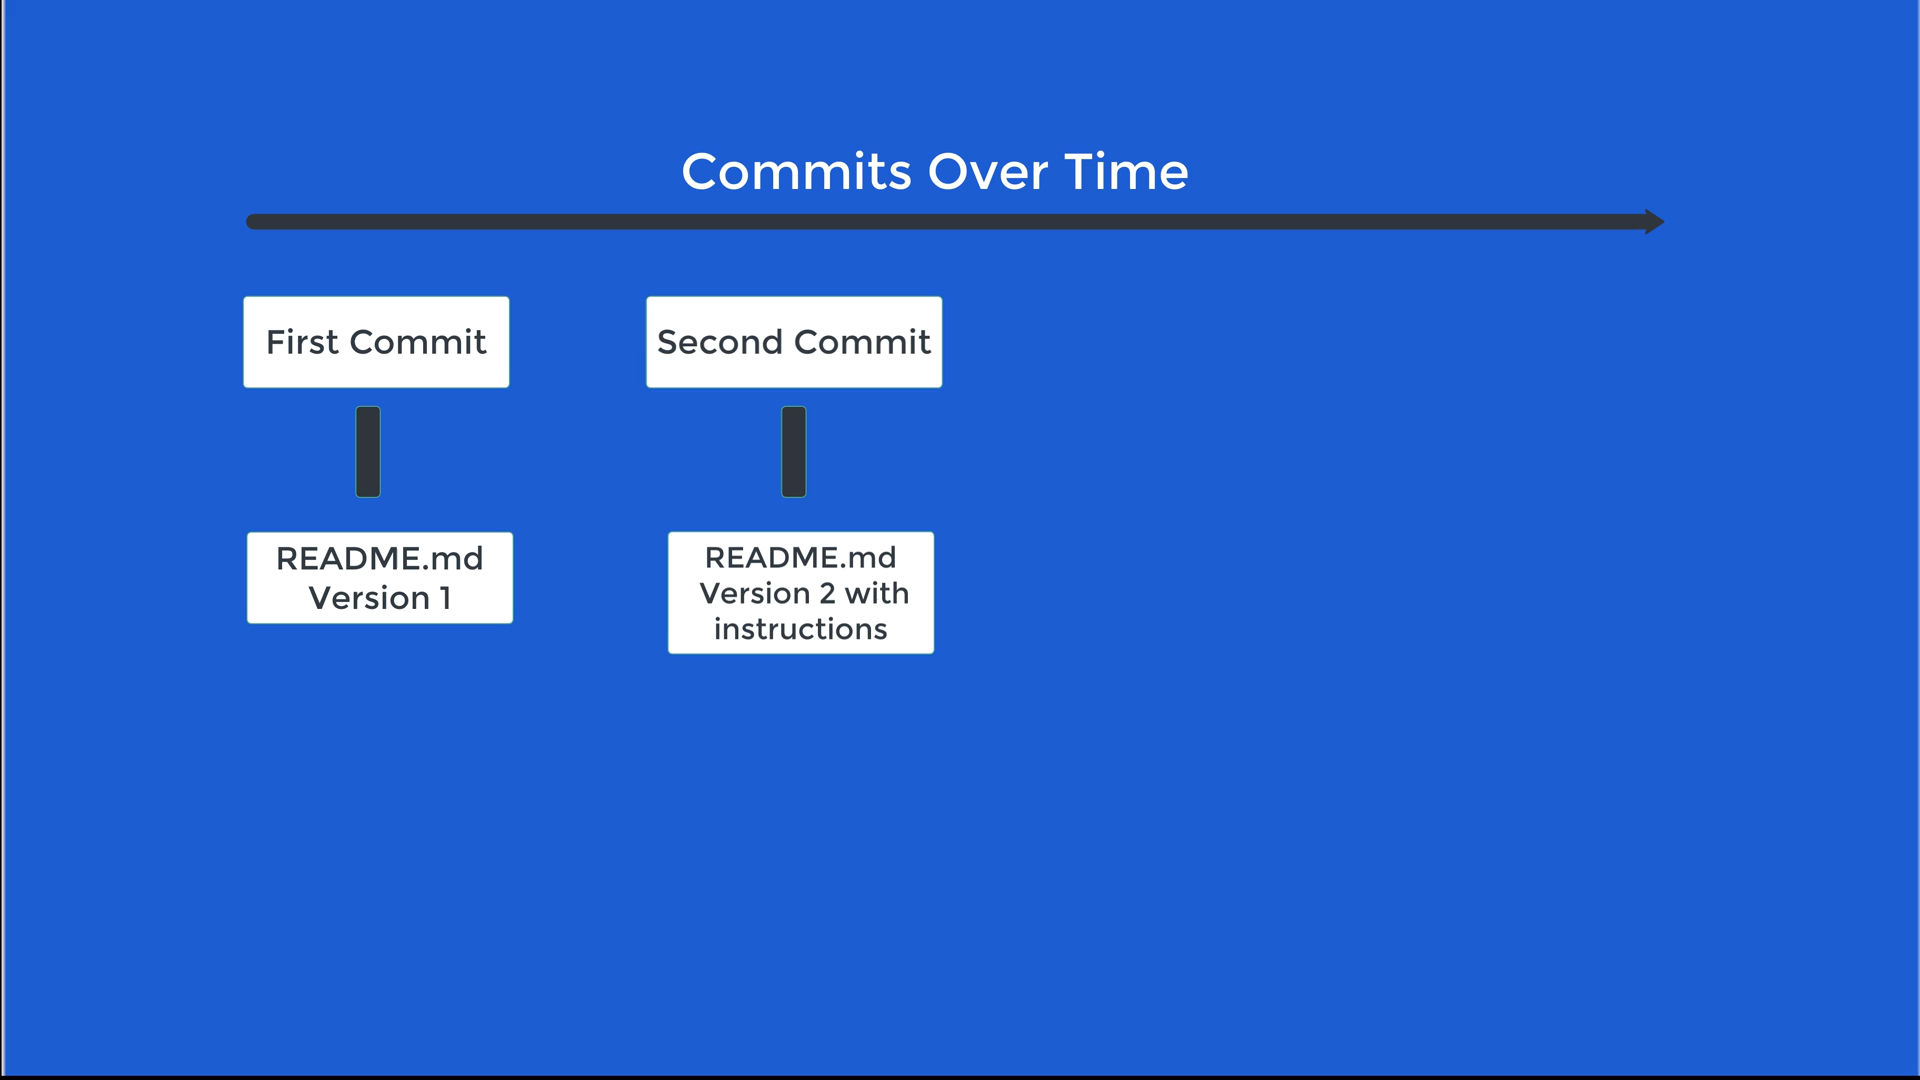 Commits Over Time
First Commit
Second Commit
README.md
Version 1
README.md
Version 2 with
instructions